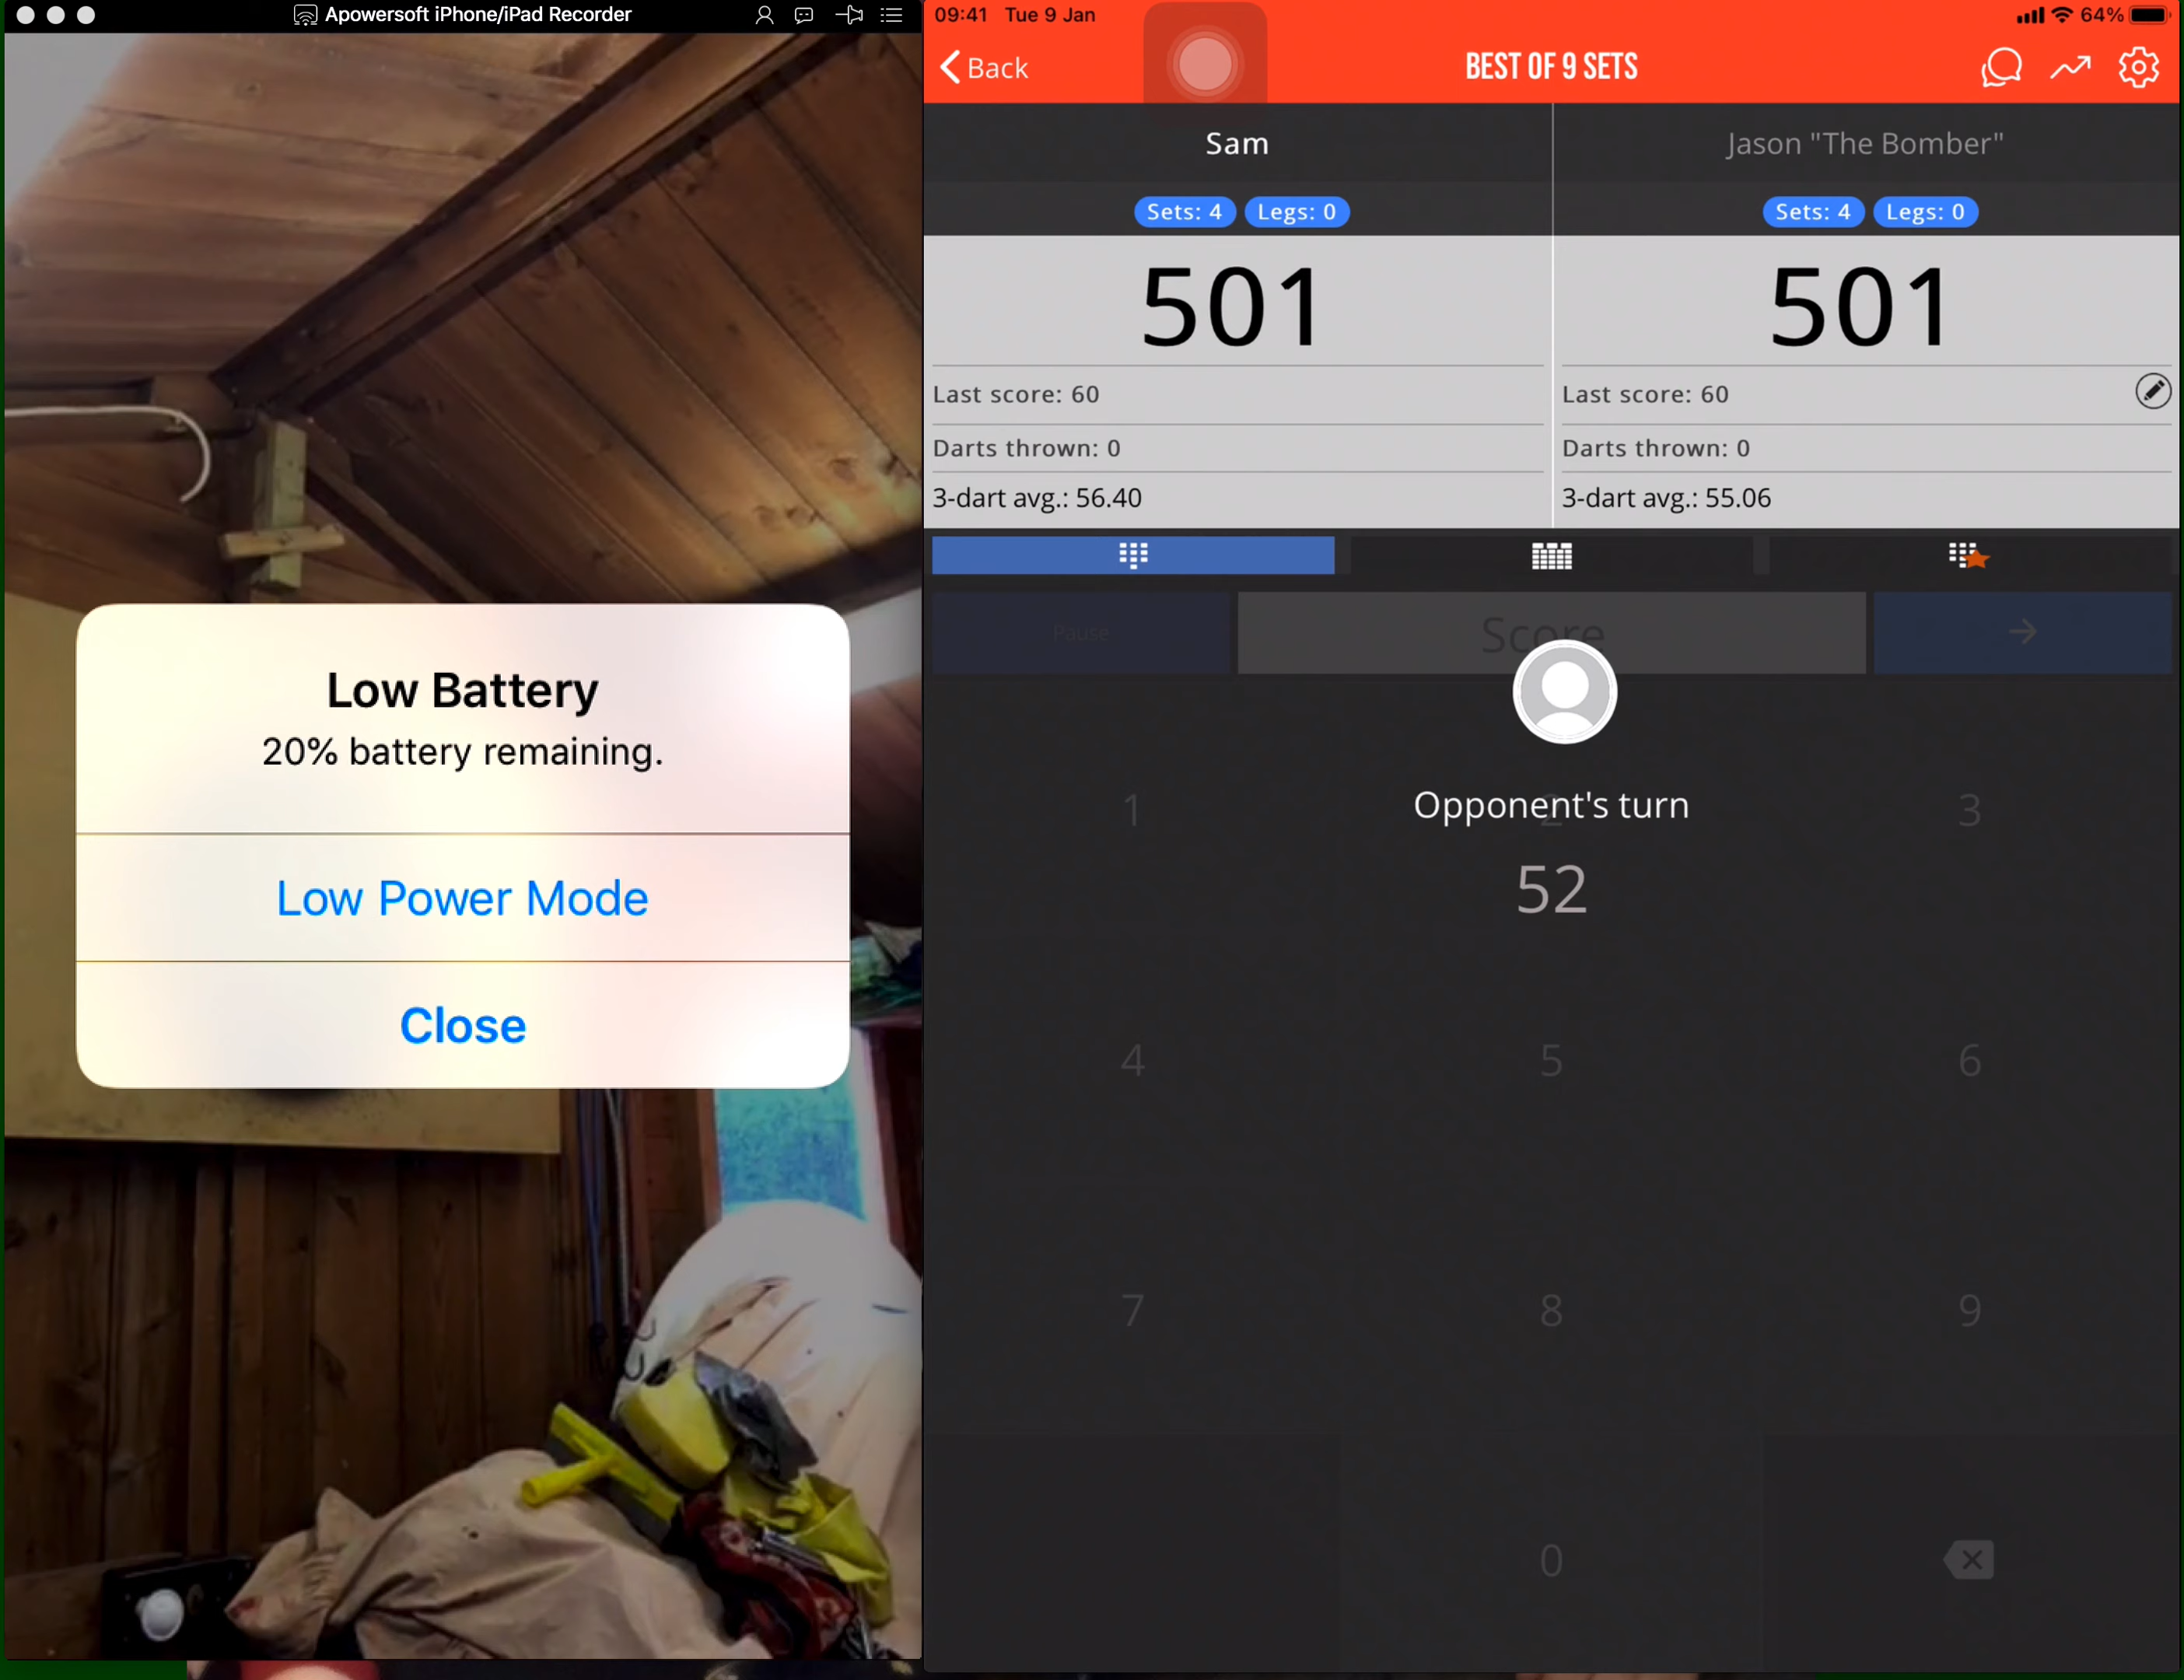 Apowersoft iPhone/iPad Recorder
Low Battery
20% battery remaining.
Low Power Mode
Close
09:41 Tue 9 Jan
64%
Back
BEST OF 9 SETS
Sam
Jason "The Bomber"
Sets: 4 Legs: 0
Sets: 4 Legs: 0
501
501
Last score: 60
Last score: 60
Darts thrown: 0
Darts thrown: 0
3-dart avg.: 56.40
3-dart avg.: 55.06
Pause
Score
Opponent's turn
52
1 2 3
4 5 6
7 8 9
0